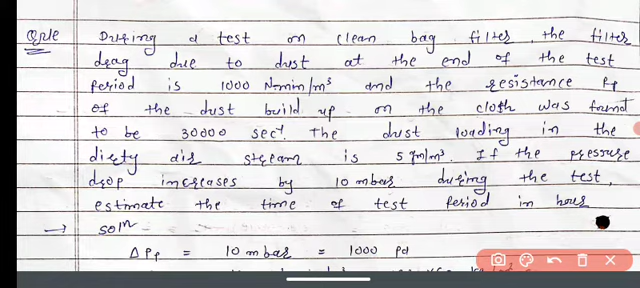 Que During a test on clean bag filter, the filter
drag due to dust at the end of the test
period is 1000 N-min/m³ and the resistance Rp
of the dust build up on the cloth was found
to be 30000 sec⁻¹. The dust loading in the
dirty air stream is 5 gm/m³. If the pressure
drop increases by 10 mbar during the test,
estimate the time of test period in hour
→ soln
ΔPp = 10 mbar = 1000 Pa